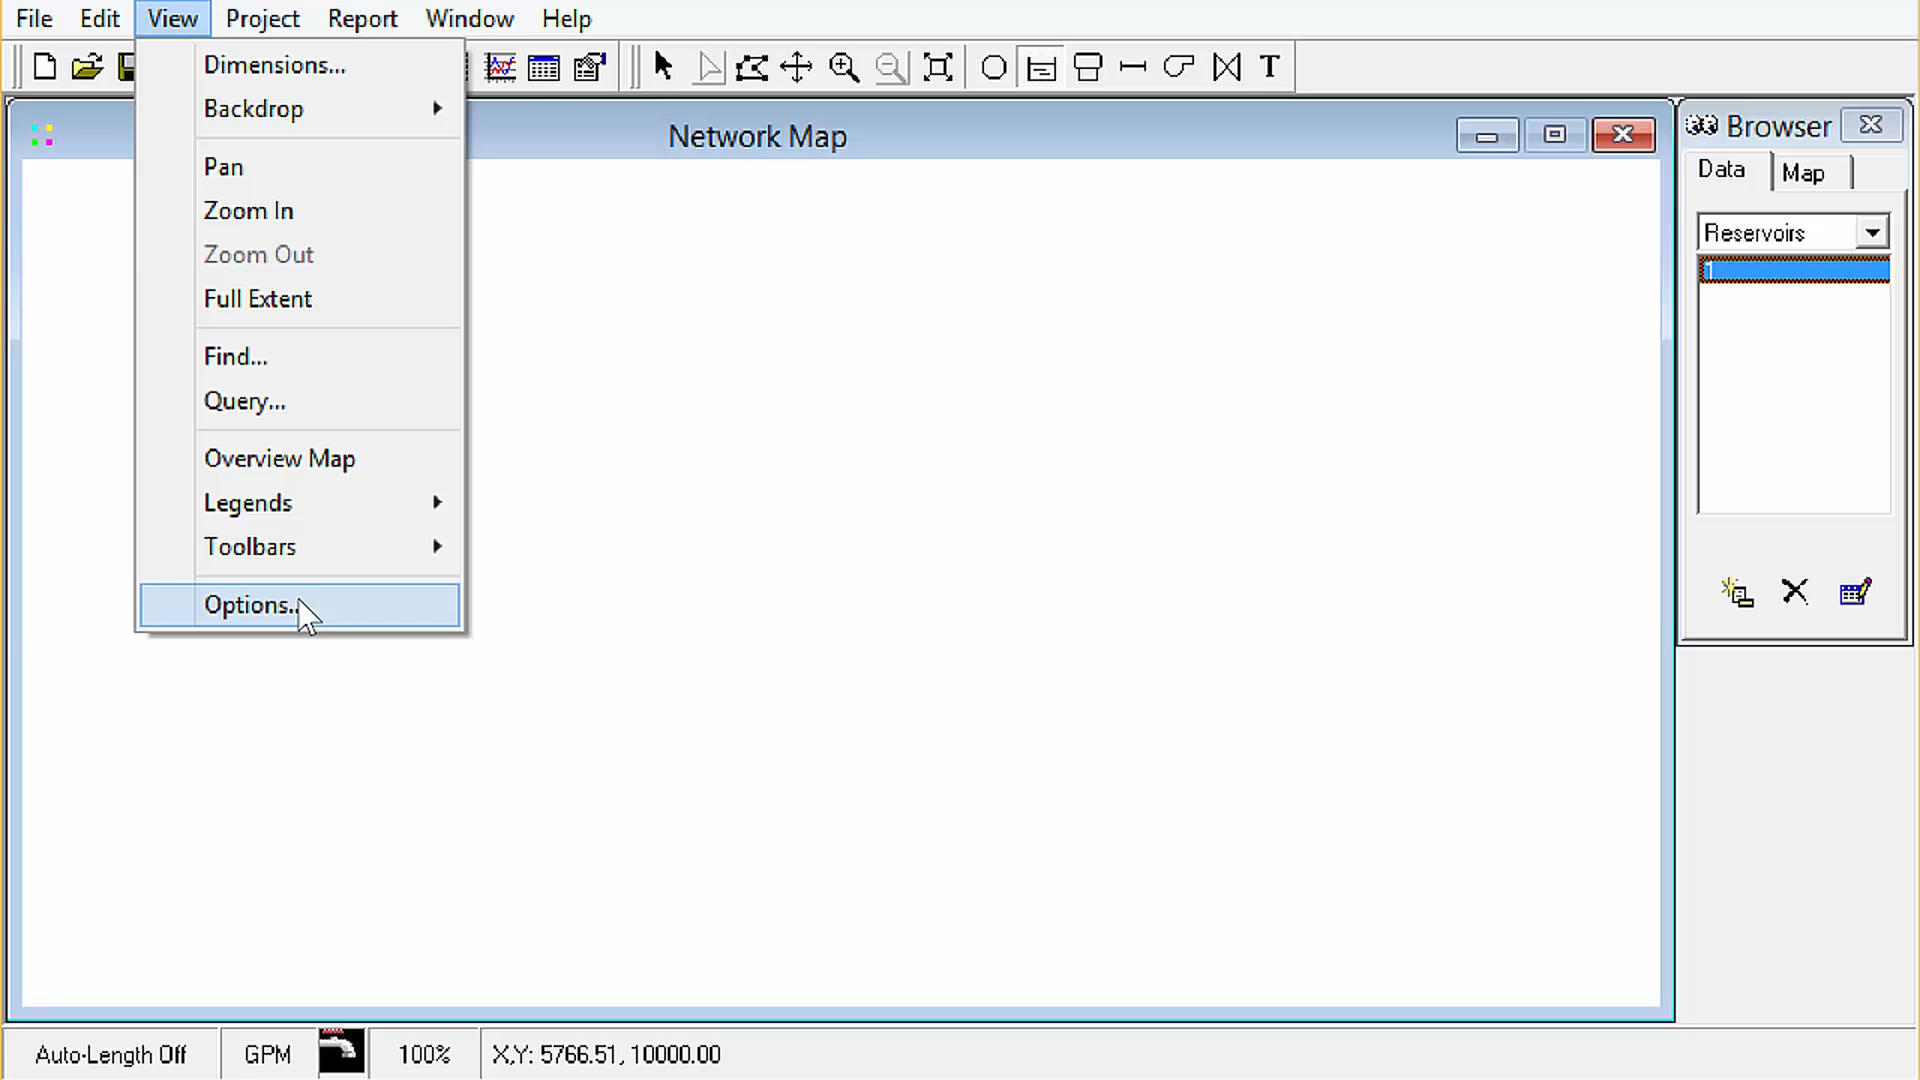 File Edit View Project Report Window Help
T
Dimensions...
Backdrop
Pan
Zoom In
Zoom Out
Full Extent
Find...
Query...
Overview Map
Legends
Toolbars
Options..
Network Map
Browser
Data Map
Reservoirs
1
Auto-Length Off GPM 100% X,Y: 5766.51, 10000.00